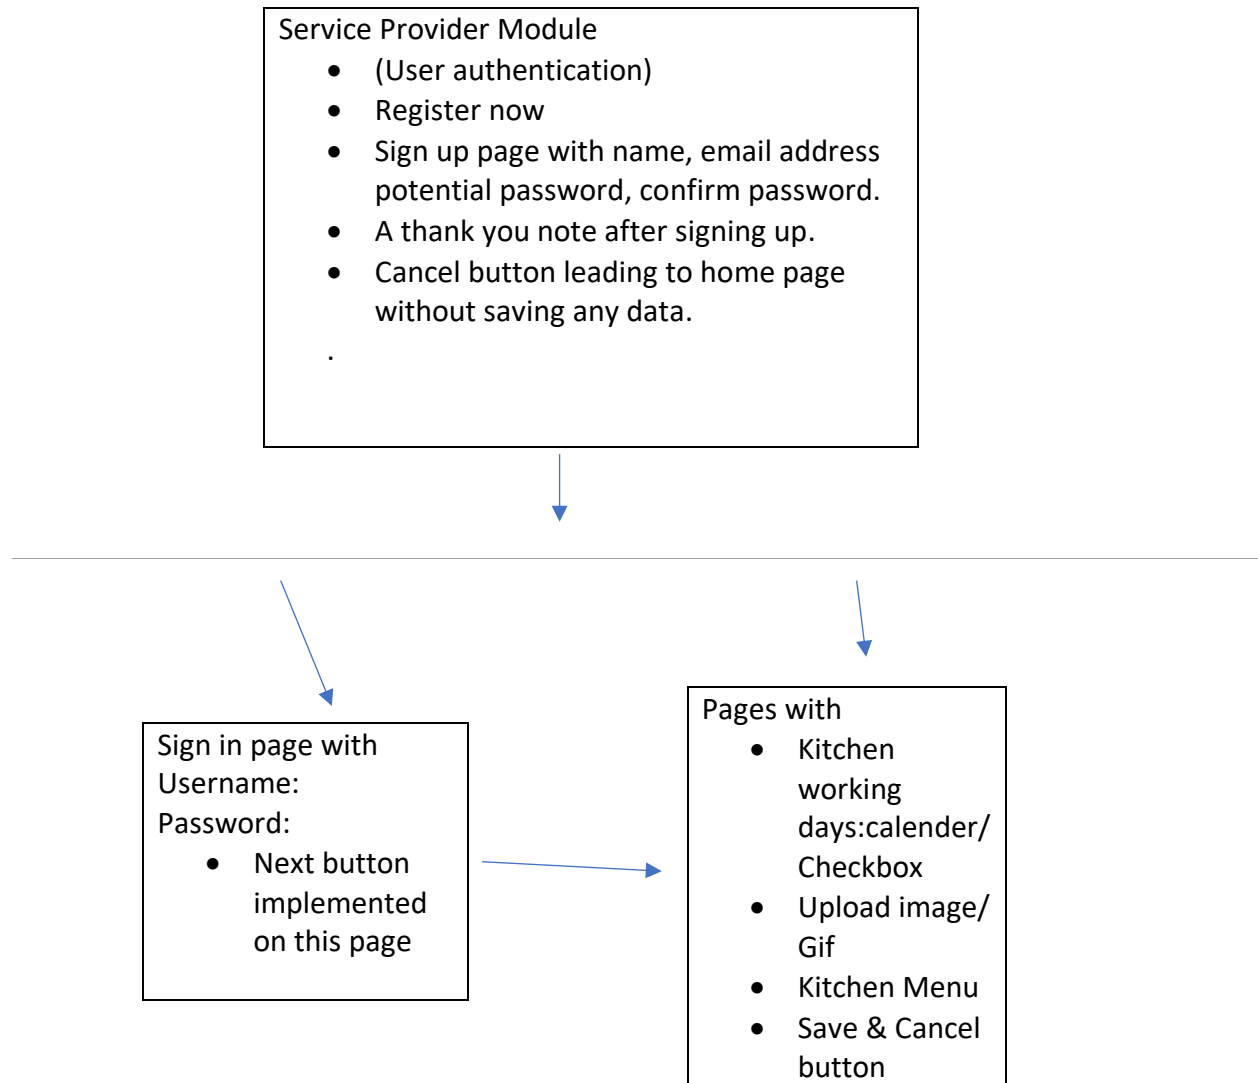 Service Provider Module
• (User authentication)
• Register now
• Sign up page with name, email address
potential password, confirm password.
• A thank you note after signing up.
• Cancel button leading to home page
without saving any data.
.
Sign in page with
Username:
Password:
• Next button
implemented
on this page
Pages with
• Kitchen
working
days:calender/
Checkbox
• Upload image/
Gif
• Kitchen Menu
• Save & Cancel
button